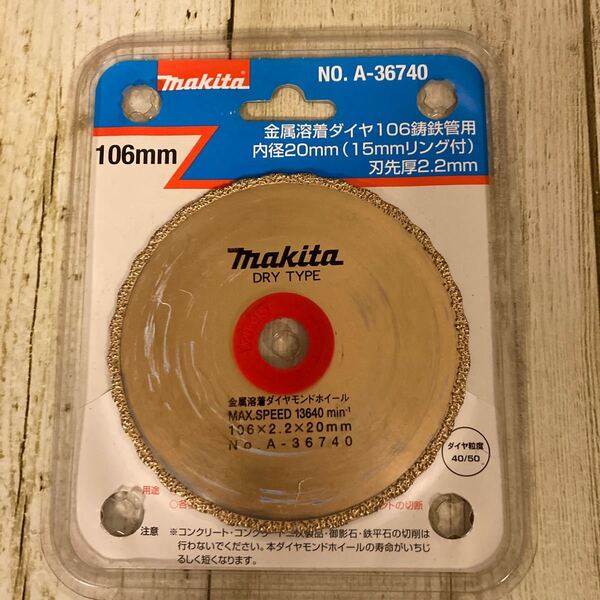 makita
NO. A-36740
106mm
金属溶着ダイヤ106鋳鉄管用
内径20mm(15mmリング付)
刃先厚2.2mm
makita
DRY TYPE
金属溶着ダイヤモンドホイール
MAX.SPEED 13640 min-1
106×2.2×20mm
No. A-36740
ダイヤ粒度
40/50
用途
の切断
注意
※コンクリート・コンクリート二次製品・御影石・鉄平石の切削は
行わないでください。本ダイヤモンドホイールの寿命がいちじ
るしく短くなります。